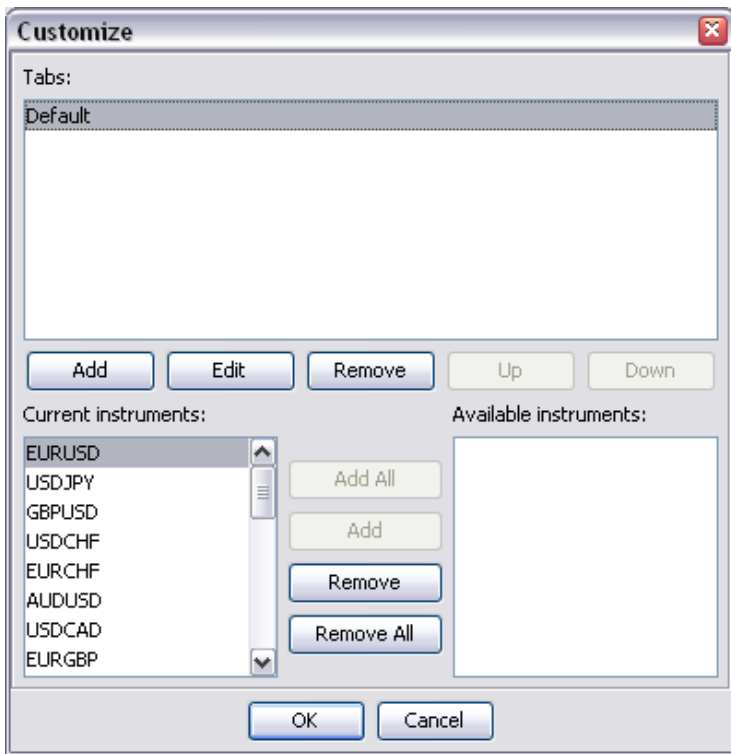 Customize
Tabs:
Default
Add Edit Remove Up Down
Current instruments: Available instruments:
EURUSD
USDJPY
GBPUSD
USDCHF
EURCHF
AUDUSD
USDCAD
EURGBP
Add All
Add
Remove
Remove All
OK Cancel